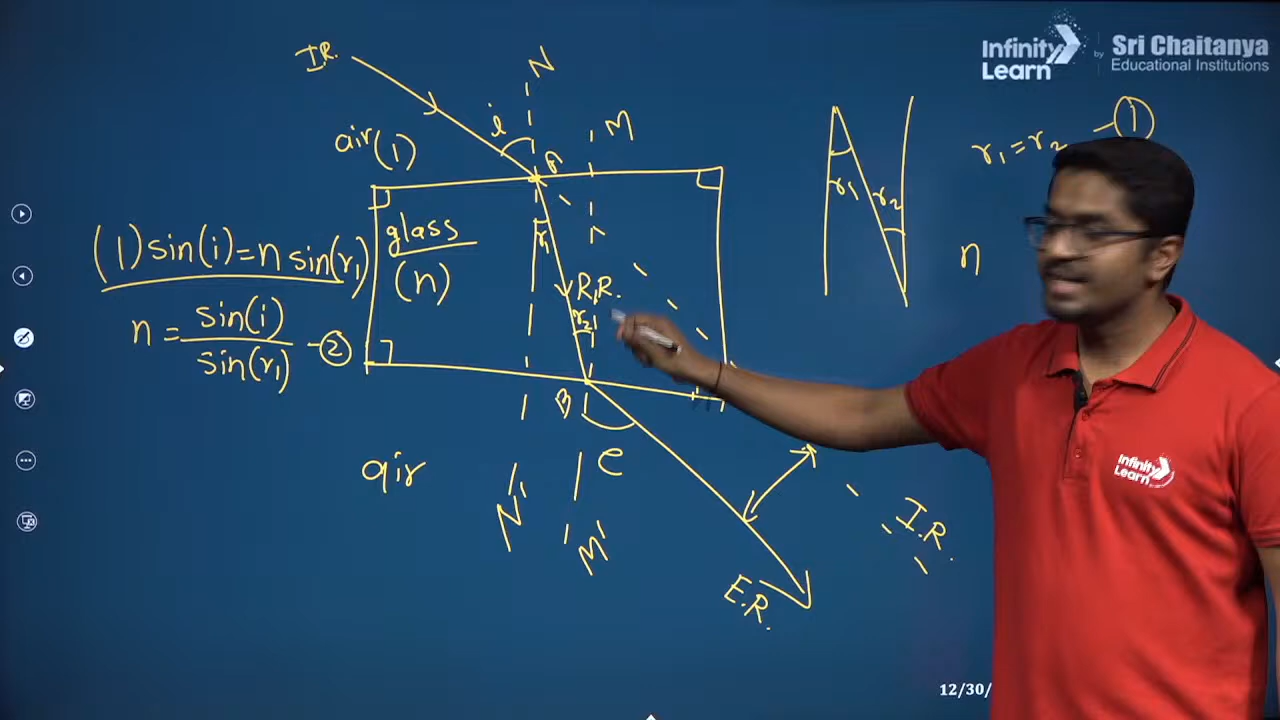 Infinity Learn
by
Sri Chaitanya
Educational Institutions
I.R.
N
i
M
air (1)
r₁ = r₂ -①
r₁
r₂
glass
(n)
(1) sin(i) = n sin(r₁)
n = sin(i) / sin(r₁) -②
r₁
R.R.
r₂
n
B
e
air
N'
M'
I.R.
E.R.
Infinity Learn
12/30/